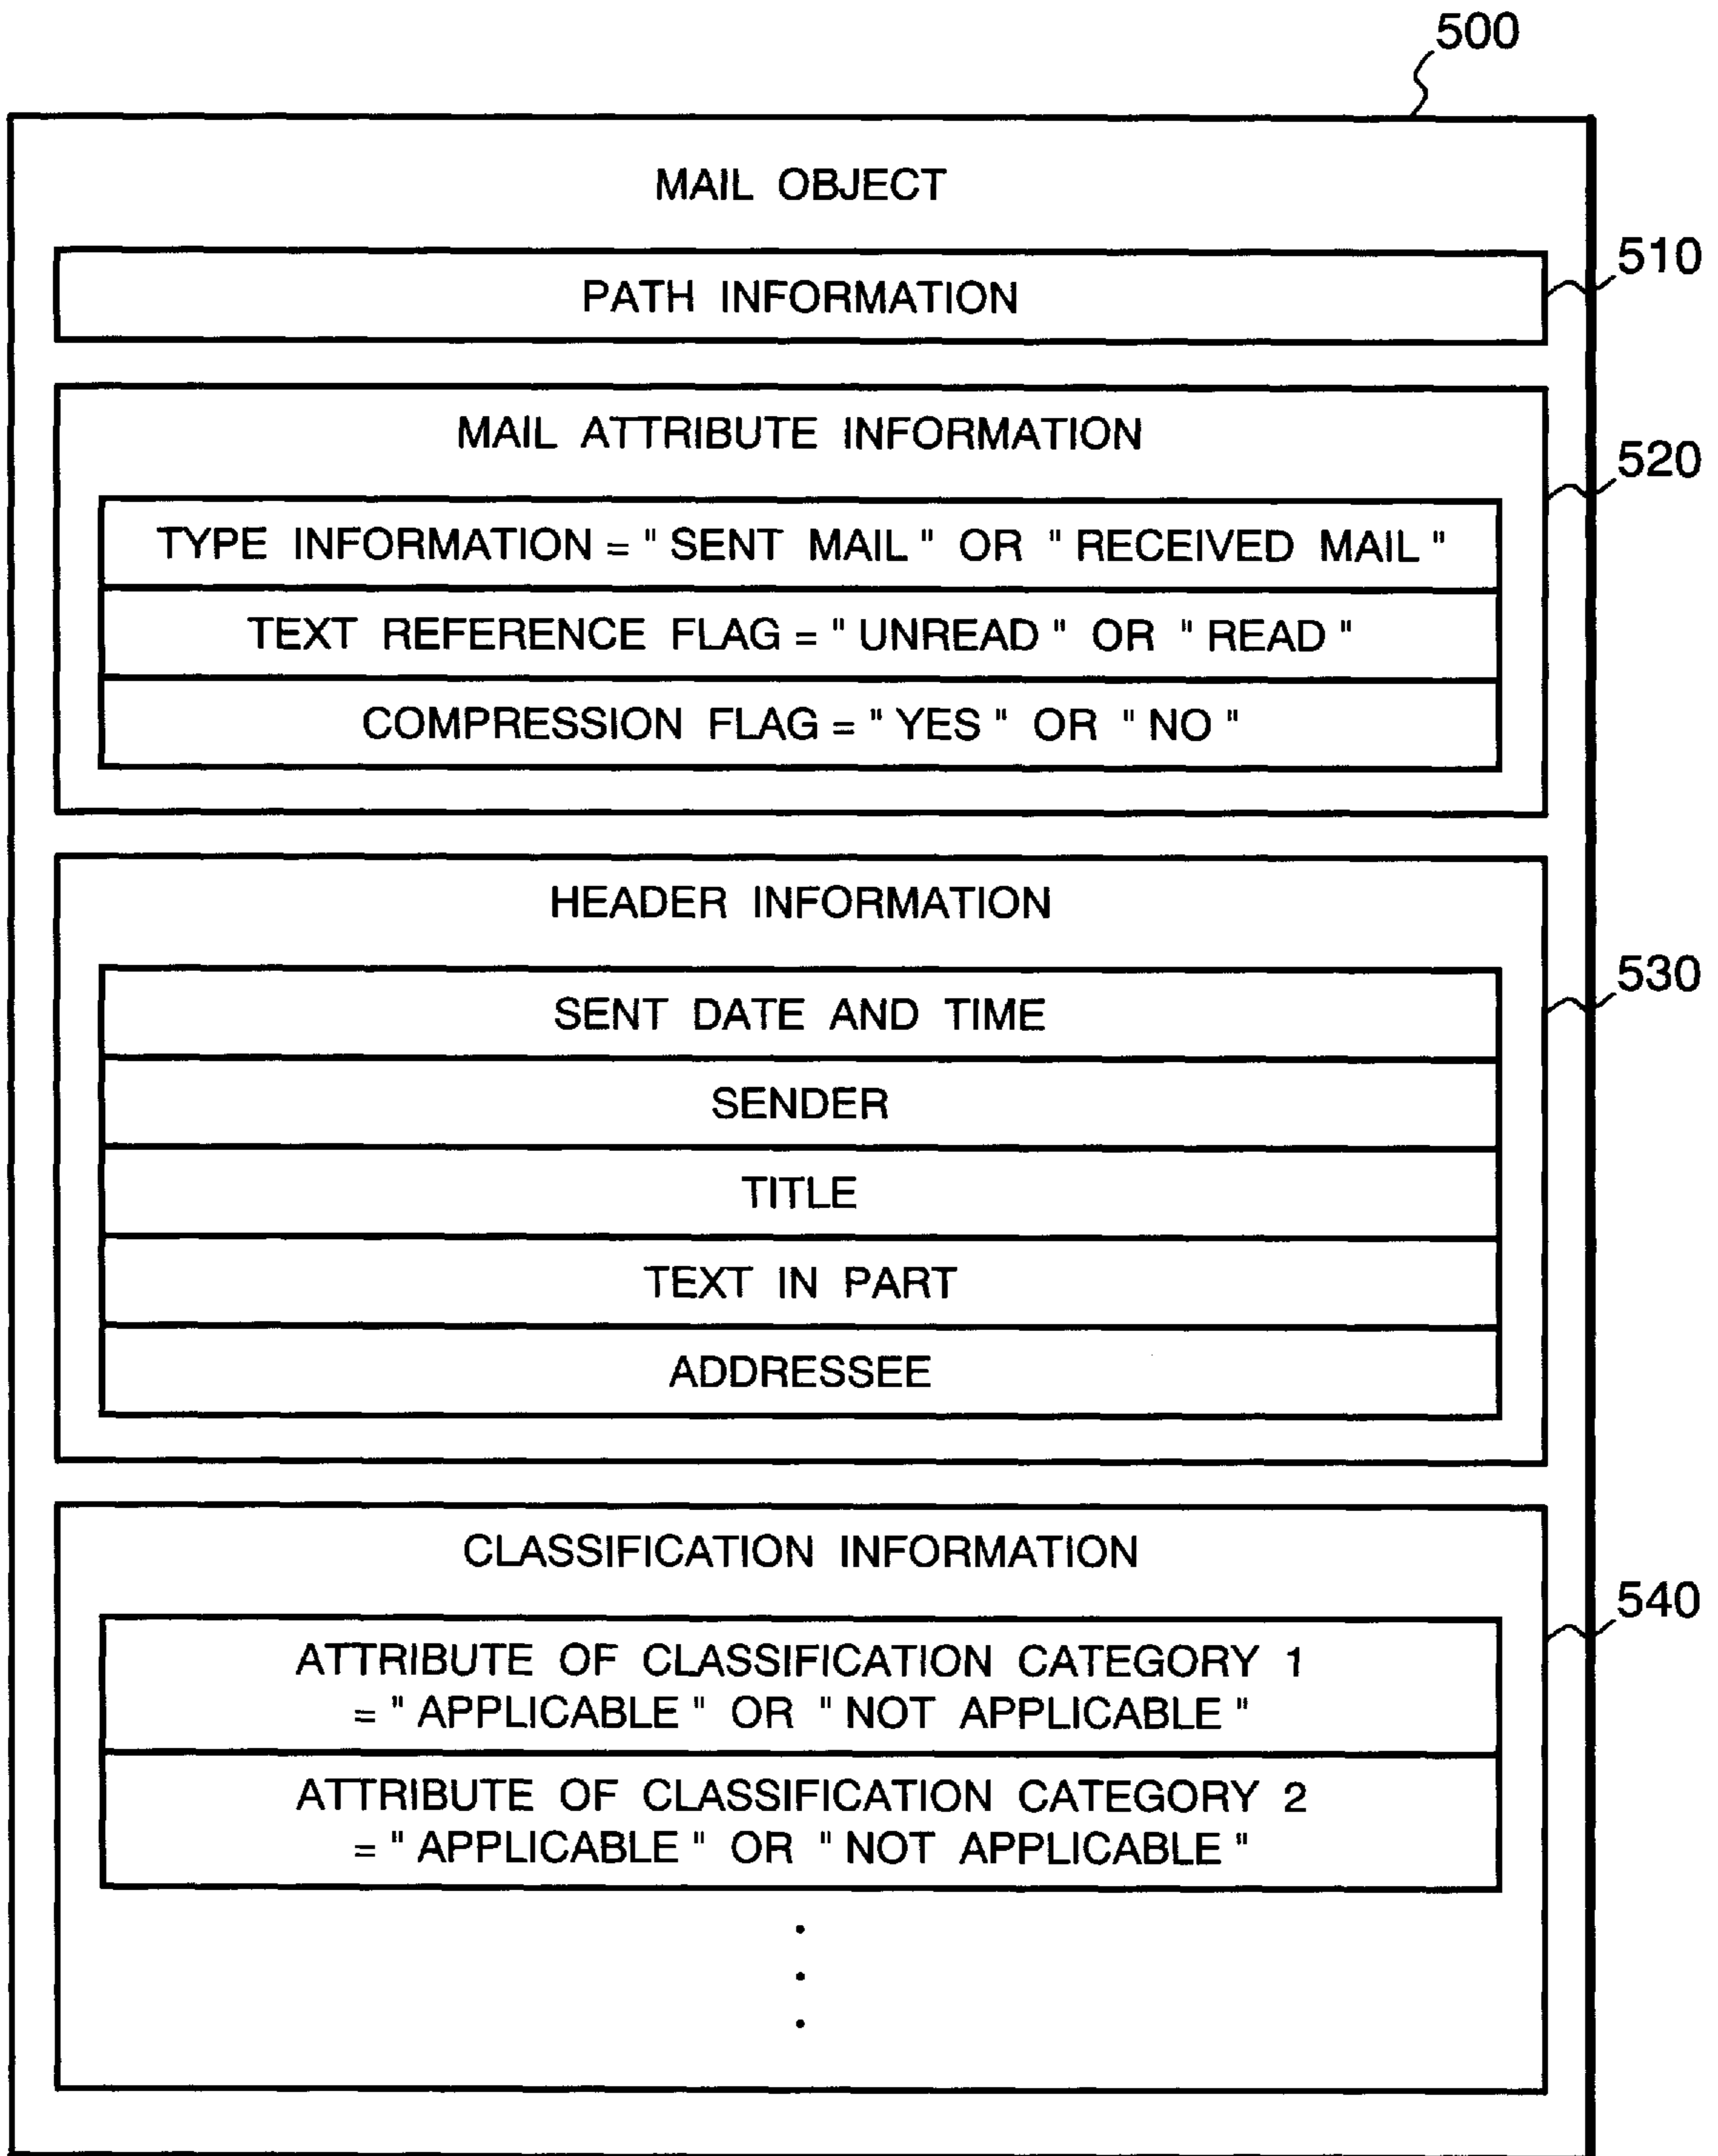 500
MAIL OBJECT
PATH INFORMATION
510
MAIL ATTRIBUTE INFORMATION
520
TYPE INFORMATION = " SENT MAIL " OR " RECEIVED MAIL "
TEXT REFERENCE FLAG = " UNREAD " OR " READ "
COMPRESSION FLAG = " YES " OR " NO "
HEADER INFORMATION
530
SENT DATE AND TIME
SENDER
TITLE
TEXT IN PART
ADDRESSEE
CLASSIFICATION INFORMATION
540
ATTRIBUTE OF CLASSIFICATION CATEGORY 1
= " APPLICABLE " OR " NOT APPLICABLE "
ATTRIBUTE OF CLASSIFICATION CATEGORY 2
= " APPLICABLE " OR " NOT APPLICABLE "